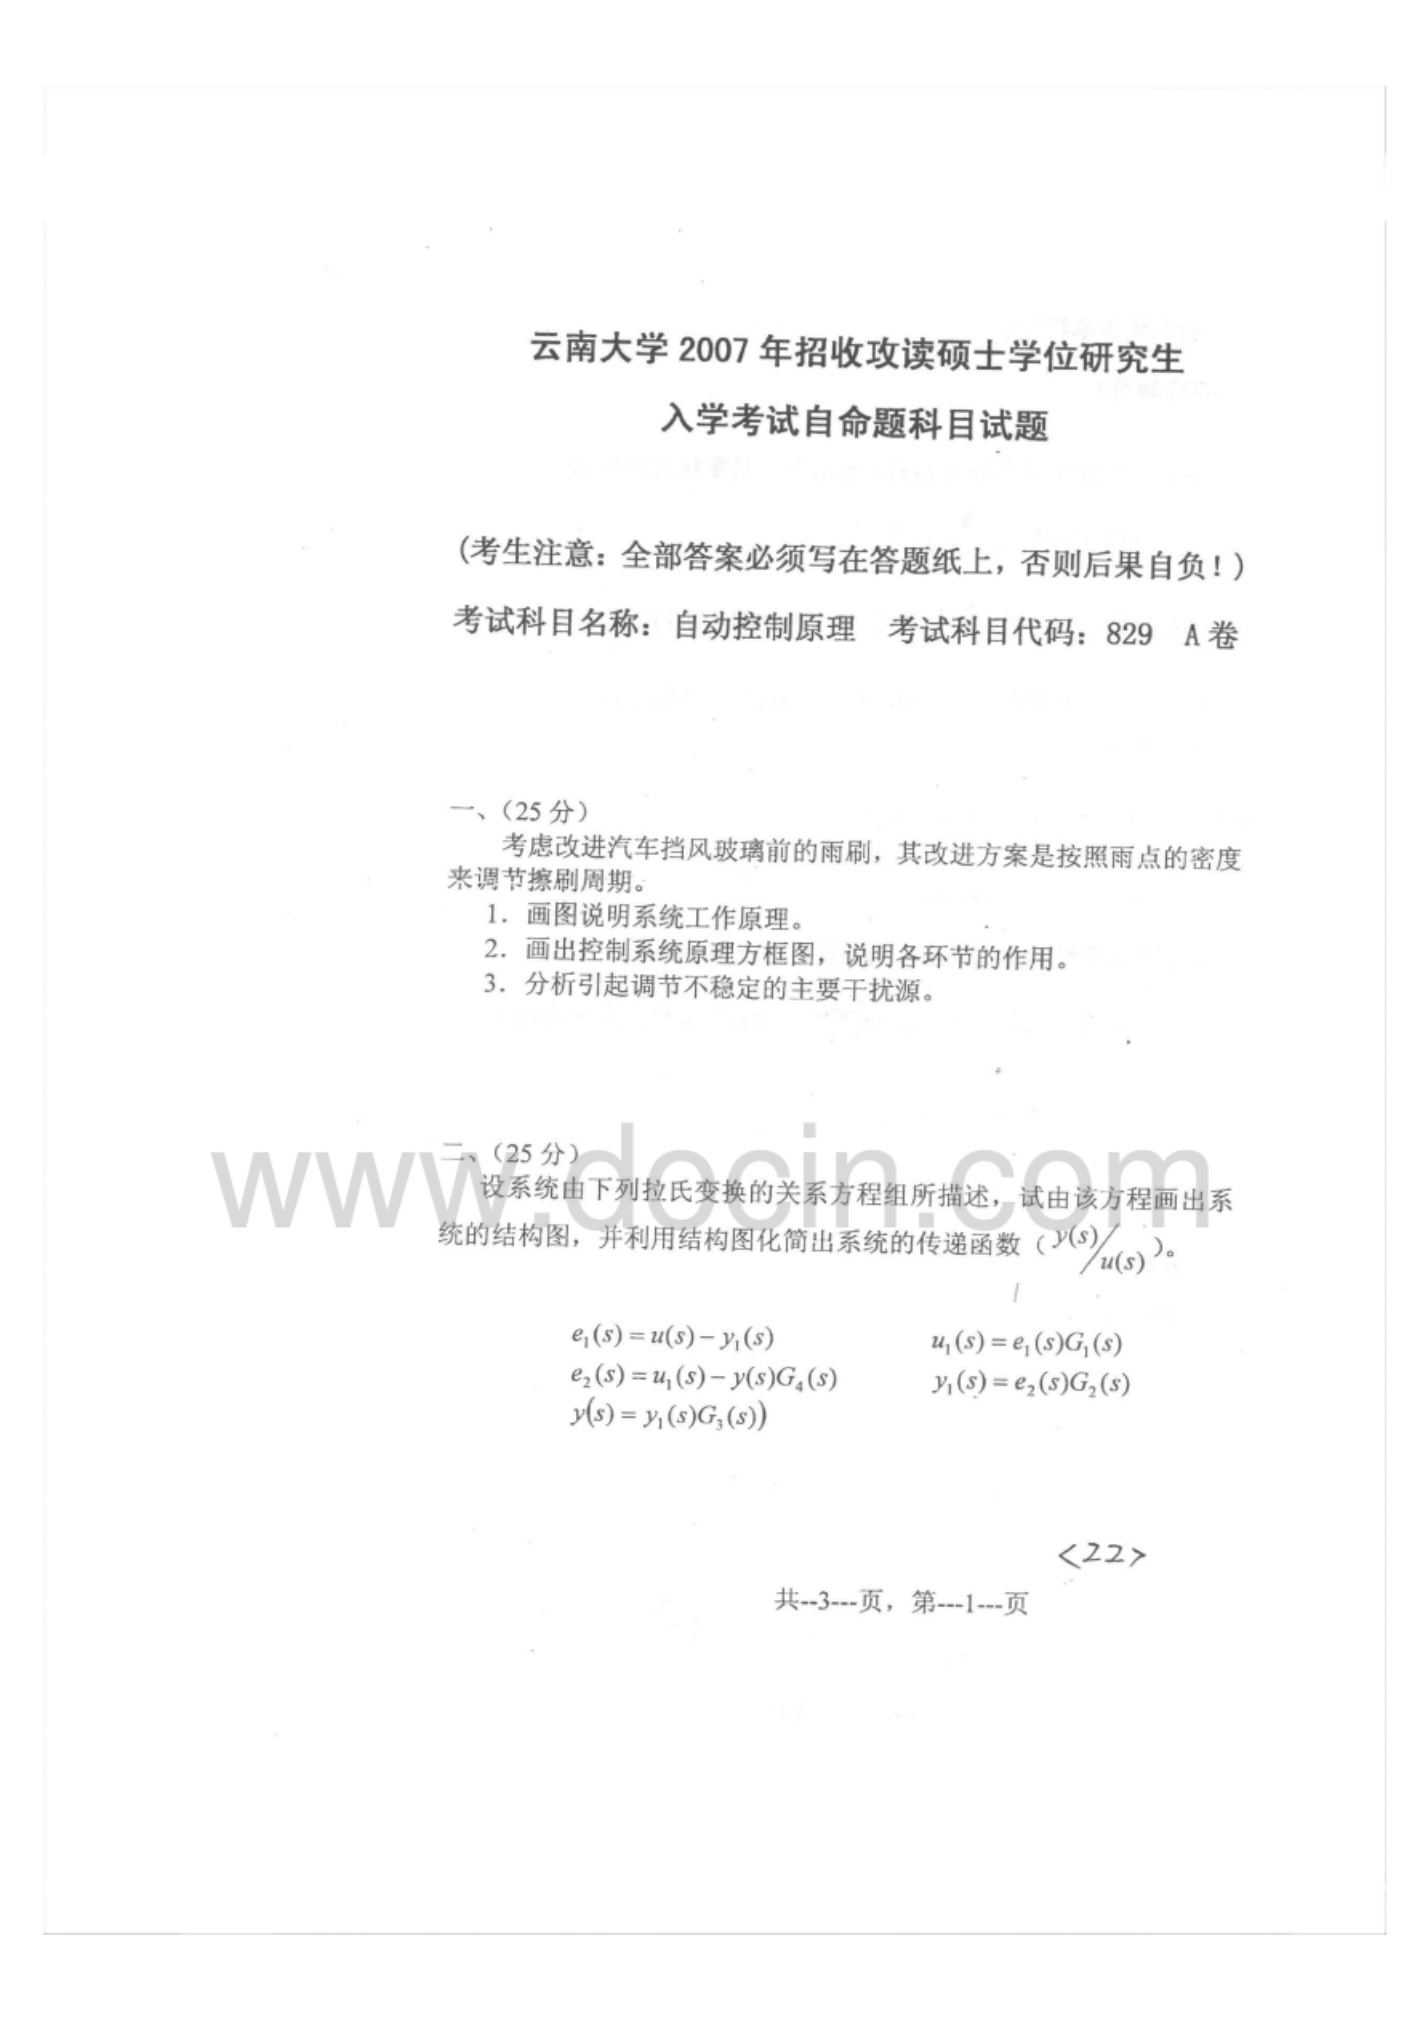 云南大学 2007 年招收攻读硕士学位研究生
入学考试自命题科目试题
(考生注意：全部答案必须写在答题纸上，否则后果自负！)
考试科目名称：自动控制原理 考试科目代码：829 A 卷
一、（25 分）
考虑改进汽车挡风玻璃前的雨刷，其改进方案是按照雨点的密度
来调节擦刷周期。
1．画图说明系统工作原理。
2．画出控制系统原理方框图，说明各环节的作用。
3．分析引起调节不稳定的主要干扰源。
www.docin.com
二、（25 分）
设系统由下列拉氏变换的关系方程组所描述，试由该方程画出系
统的结构图，并利用结构图化简出系统的传递函数（y(s)/u(s)）。
e₁(s) = u(s) − y₁(s) u₁(s) = e₁(s)G₁(s)
e₂(s) = u₁(s) − y(s)G₄(s) y₁(s) = e₂(s)G₂(s)
y(s) = y₁(s)G₃(s))
<22>
共--3---页，第---1---页